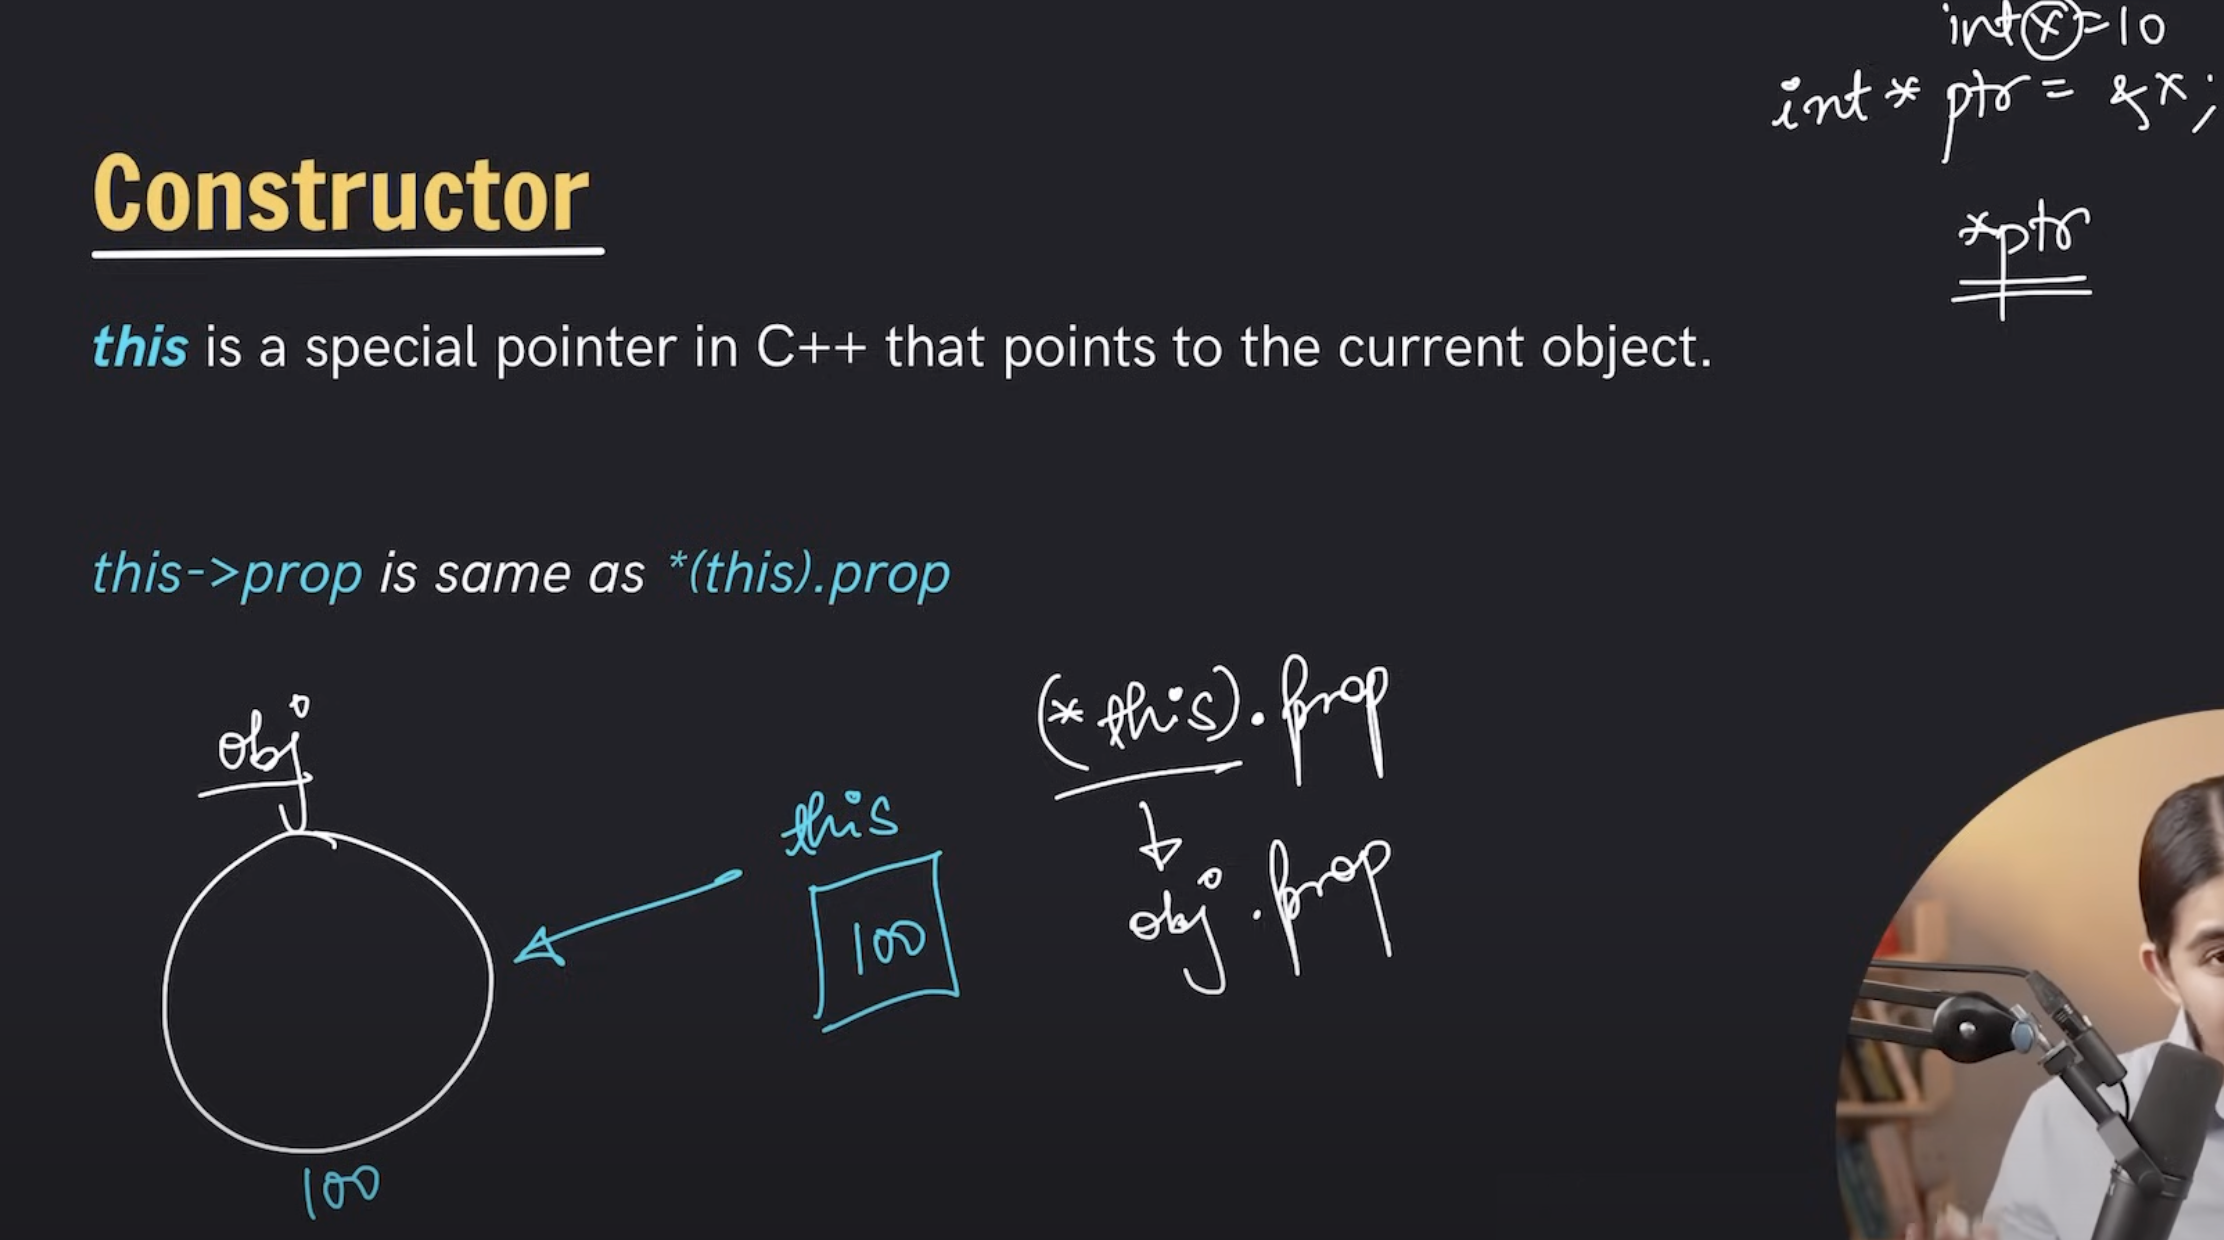 int x = 10
int * ptr = &x;
*ptr
Constructor
this is a special pointer in C++ that points to the current object.
this->prop is same as *(this).prop
obj
100
this
100
(*this).prop
obj.prop